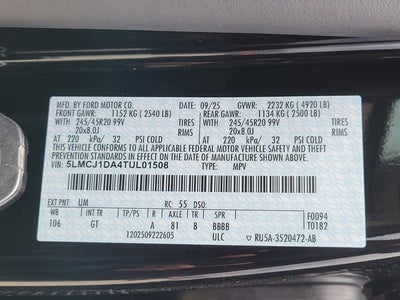 MFD. BY FORD MOTOR CO. 09/25 GVWR: 2232 KG ( 4920 LB)
FRONT GAWR: 1152 KG ( 2540 LB) REAR GAWR: 1134 KG ( 2500 LB)
245/45R20 99V TIRES 245/45R20 99V
20x8.0J RIMS 20x8.0J
AT 220 kPa/ 32 PSI COLD AT 220 kPa/ 32 PSI COLD
THIS VEHICLE CONFORMS TO ALL APPLICABLE FEDERAL MOTOR VEHICLE SAFETY AND
THEFT PREVENTION STANDARDS IN EFFECT ON THE DATE OF MANUFACTURE SHOWN ABOVE.
VIN: 5LMCJ1DA4TUL01508 TYPE: MPV
EXT PNT: UM RC: 55 DSO:
WB INT TR TP/PS R AXLE TR SPR F0094
106 GT A 81 8 BBBB T0182
1202509222605 ULC RU5A-3520472-AB